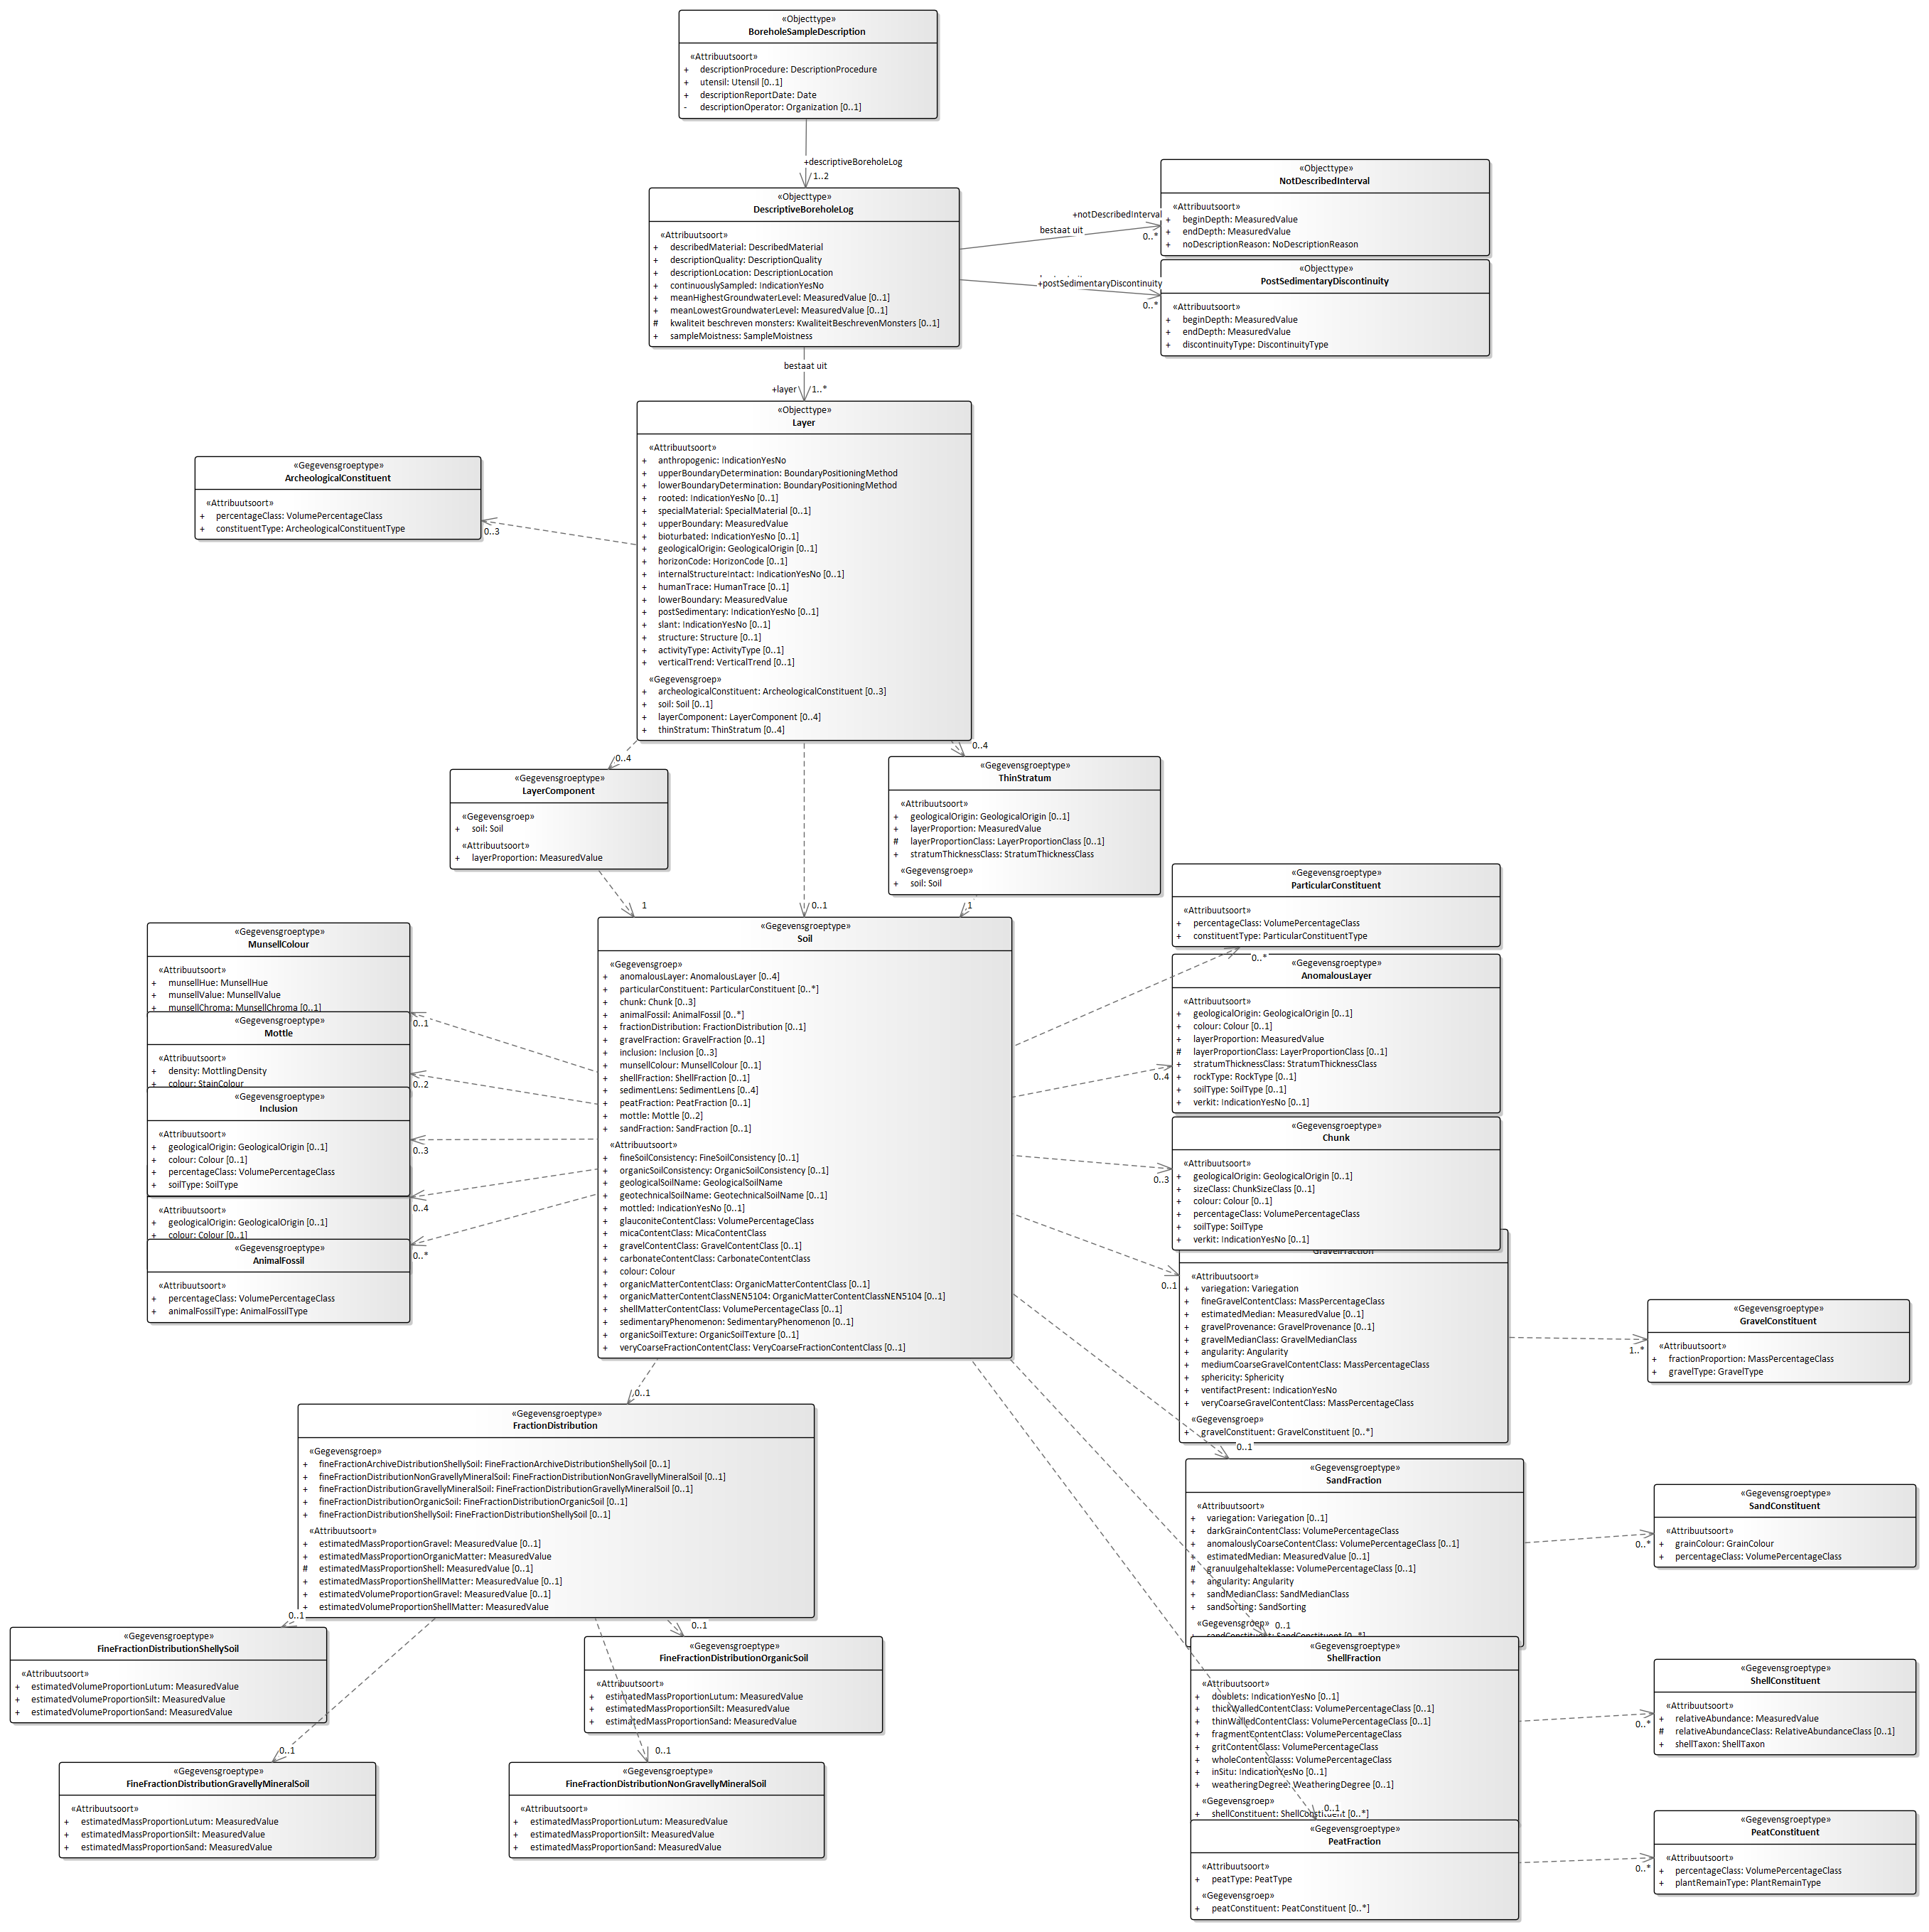 «Objecttype»
BoreholeSampleDescription
«Attribuutsoort»
+ descriptionProcedure: DescriptionProcedure
+ utensil: Utensil [0..1]
+ descriptionReportDate: Date
- descriptionOperator: Organization [0..1]
+descriptiveBoreholeLog
1..2
«Objecttype»
DescriptiveBoreholeLog
«Attribuutsoort»
+ describedMaterial: DescribedMaterial
+ descriptionQuality: DescriptionQuality
+ descriptionLocation: DescriptionLocation
+ continuouslySampled: IndicationYesNo
+ meanHighestGroundwaterLevel: MeasuredValue [0..1]
+ meanLowestGroundwaterLevel: MeasuredValue [0..1]
# kwaliteit beschreven monsters: KwaliteitBeschrevenMonsters [0..1]
+ sampleMoistness: SampleMoistness
+notDescribedInterval
bestaat uit
0..*
«Objecttype»
NotDescribedInterval
«Attribuutsoort»
+ beginDepth: MeasuredValue
+ endDepth: MeasuredValue
+ noDescriptionReason: NoDescriptionReason
+postSedimentaryDiscontinuity
0..*
«Objecttype»
PostSedimentaryDiscontinuity
«Attribuutsoort»
+ beginDepth: MeasuredValue
+ endDepth: MeasuredValue
+ discontinuityType: DiscontinuityType
bestaat uit
+layer 1..*
«Objecttype»
Layer
«Attribuutsoort»
+ anthropogenic: IndicationYesNo
+ upperBoundaryDetermination: BoundaryPositioningMethod
+ lowerBoundaryDetermination: BoundaryPositioningMethod
+ rooted: IndicationYesNo [0..1]
+ specialMaterial: SpecialMaterial [0..1]
+ upperBoundary: MeasuredValue
+ bioturbated: IndicationYesNo [0..1]
+ geologicalOrigin: GeologicalOrigin [0..1]
+ horizonCode: HorizonCode [0..1]
+ internalStructureIntact: IndicationYesNo [0..1]
+ humanTrace: HumanTrace [0..1]
+ lowerBoundary: MeasuredValue
+ postSedimentary: IndicationYesNo [0..1]
+ slant: IndicationYesNo [0..1]
+ structure: Structure [0..1]
+ activityType: ActivityType [0..1]
+ verticalTrend: VerticalTrend [0..1]
«Gegevensgroep»
+ archeologicalConstituent: ArcheologicalConstituent [0..3]
+ soil: Soil [0..1]
+ layerComponent: LayerComponent [0..4]
+ thinStratum: ThinStratum [0..4]
«Gegevensgroeptype»
ArcheologicalConstituent
«Attribuutsoort»
+ percentageClass: VolumePercentageClass
+ constituentType: ArcheologicalConstituentType
0..3
0..4
0..4
«Gegevensgroeptype»
LayerComponent
«Gegevensgroep»
+ soil: Soil
«Attribuutsoort»
+ layerProportion: MeasuredValue
«Gegevensgroeptype»
ThinStratum
«Attribuutsoort»
+ geologicalOrigin: GeologicalOrigin [0..1]
+ layerProportion: MeasuredValue
# layerProportionClass: LayerProportionClass [0..1]
+ stratumThicknessClass: StratumThicknessClass
«Gegevensgroep»
+ soil: Soil
1
0..1
1
«Gegevensgroeptype»
Soil
«Gegevensgroep»
+ anomalousLayer: AnomalousLayer [0..4]
+ particularConstituent: ParticularConstituent [0..*]
+ chunk: Chunk [0..3]
+ animalFossil: AnimalFossil [0..*]
+ fractionDistribution: FractionDistribution [0..1]
+ gravelFraction: GravelFraction [0..1]
+ inclusion: Inclusion [0..3]
+ munsellColour: MunsellColour [0..1]
+ shellFraction: ShellFraction [0..1]
+ sedimentLens: SedimentLens [0..4]
+ peatFraction: PeatFraction [0..1]
+ mottle: Mottle [0..2]
+ sandFraction: SandFraction [0..1]
«Attribuutsoort»
+ fineSoilConsistency: FineSoilConsistency [0..1]
+ organicSoilConsistency: OrganicSoilConsistency [0..1]
+ geologicalSoilName: GeologicalSoilName
+ geotechnicalSoilName: GeotechnicalSoilName [0..1]
+ mottled: IndicationYesNo [0..1]
+ glauconiteContentClass: VolumePercentageClass
+ micaContentClass: MicaContentClass
+ gravelContentClass: GravelContentClass [0..1]
+ carbonateContentClass: CarbonateContentClass
+ colour: Colour
+ organicMatterContentClass: OrganicMatterContentClass [0..1]
+ organicMatterContentClassNEN5104: OrganicMatterContentClassNEN5104 [0..1]
+ shellMatterContentClass: VolumePercentageClass [0..1]
+ sedimentaryPhenomenon: SedimentaryPhenomenon [0..1]
+ organicSoilTexture: OrganicSoilTexture [0..1]
+ veryCoarseFractionContentClass: VeryCoarseFractionContentClass [0..1]
«Gegevensgroeptype»
MunsellColour
«Attribuutsoort»
+ munsellHue: MunsellHue
+ munsellValue: MunsellValue
+ munsellChroma: MunsellChroma [0..1]
0..1
«Gegevensgroeptype»
Mottle
«Attribuutsoort»
+ density: MottlingDensity
+ colour: StainColour
0..2
«Gegevensgroeptype»
Inclusion
«Attribuutsoort»
+ geologicalOrigin: GeologicalOrigin [0..1]
+ colour: Colour [0..1]
+ percentageClass: VolumePercentageClass
+ soilType: SoilType
0..3
0..4
«Attribuutsoort»
+ geologicalOrigin: GeologicalOrigin [0..1]
+ colour: Colour [0..1]
«Gegevensgroeptype»
AnimalFossil
«Attribuutsoort»
+ percentageClass: VolumePercentageClass
+ animalFossilType: AnimalFossilType
0..*
«Gegevensgroeptype»
ParticularConstituent
«Attribuutsoort»
+ percentageClass: VolumePercentageClass
+ constituentType: ParticularConstituentType
0..*
«Gegevensgroeptype»
AnomalousLayer
«Attribuutsoort»
+ geologicalOrigin: GeologicalOrigin [0..1]
+ colour: Colour [0..1]
+ layerProportion: MeasuredValue
# layerProportionClass: LayerProportionClass [0..1]
+ stratumThicknessClass: StratumThicknessClass
+ rockType: RockType [0..1]
+ soilType: SoilType [0..1]
+ verkit: IndicationYesNo [0..1]
0..4
«Gegevensgroeptype»
Chunk
«Attribuutsoort»
+ geologicalOrigin: GeologicalOrigin [0..1]
+ sizeClass: ChunkSizeClass [0..1]
+ colour: Colour [0..1]
+ percentageClass: VolumePercentageClass
+ soilType: SoilType
+ verkit: IndicationYesNo [0..1]
0..3
GravelFraction
«Attribuutsoort»
+ variegation: Variegation
+ fineGravelContentClass: MassPercentageClass
+ estimatedMedian: MeasuredValue [0..1]
+ gravelProvenance: GravelProvenance [0..1]
+ gravelMedianClass: GravelMedianClass
+ angularity: Angularity
+ mediumCoarseGravelContentClass: MassPercentageClass
+ sphericity: Sphericity
+ ventifactPresent: IndicationYesNo
+ veryCoarseGravelContentClass: MassPercentageClass
«Gegevensgroep»
+ gravelConstituent: GravelConstituent [0..*]
0..1
1..*
«Gegevensgroeptype»
GravelConstituent
«Attribuutsoort»
+ fractionProportion: MassPercentageClass
+ gravelType: GravelType
0..1
«Gegevensgroeptype»
SandFraction
«Attribuutsoort»
+ variegation: Variegation [0..1]
+ darkGrainContentClass: VolumePercentageClass
+ anomalouslyCoarseContentClass: VolumePercentageClass [0..1]
+ estimatedMedian: MeasuredValue [0..1]
# granuulgehalteklasse: VolumePercentageClass [0..1]
+ angularity: Angularity
+ sandMedianClass: SandMedianClass
+ sandSorting: SandSorting
«Gegevensgroep»
+ sandConstituent: SandConstituent [0..*]
0..*
«Gegevensgroeptype»
SandConstituent
«Attribuutsoort»
+ grainColour: GrainColour
+ percentageClass: VolumePercentageClass
0..1
«Gegevensgroeptype»
ShellFraction
«Attribuutsoort»
+ doublets: IndicationYesNo [0..1]
+ thickWalledContentClass: VolumePercentageClass [0..1]
+ thinWalledContentClass: VolumePercentageClass [0..1]
+ fragmentContentClass: VolumePercentageClass
+ gritContentClass: VolumePercentageClass
+ wholeContentGlasss: VolumePercentageClass
+ inSitu: IndicationYesNo [0..1]
+ weatheringDegree: WeatheringDegree [0..1]
«Gegevensgroep»
+ shellConstituent: ShellConstituent [0..*]
0..*
«Gegevensgroeptype»
ShellConstituent
«Attribuutsoort»
+ relativeAbundance: MeasuredValue
# relativeAbundanceClass: RelativeAbundanceClass [0..1]
+ shellTaxon: ShellTaxon
0..1
«Gegevensgroeptype»
PeatFraction
«Attribuutsoort»
+ peatType: PeatType
«Gegevensgroep»
+ peatConstituent: PeatConstituent [0..*]
0..*
«Gegevensgroeptype»
PeatConstituent
«Attribuutsoort»
+ percentageClass: VolumePercentageClass
+ plantRemainType: PlantRemainType
0..1
«Gegevensgroeptype»
FractionDistribution
«Gegevensgroep»
+ fineFractionArchiveDistributionShellySoil: FineFractionArchiveDistributionShellySoil [0..1]
+ fineFractionDistributionNonGravellyMineralSoil: FineFractionDistributionNonGravellyMineralSoil [0..1]
+ fineFractionDistributionGravellyMineralSoil: FineFractionDistributionGravellyMineralSoil [0..1]
+ fineFractionDistributionOrganicSoil: FineFractionDistributionOrganicSoil [0..1]
+ fineFractionDistributionShellySoil: FineFractionDistributionShellySoil [0..1]
«Attribuutsoort»
+ estimatedMassProportionGravel: MeasuredValue [0..1]
+ estimatedMassProportionOrganicMatter: MeasuredValue
# estimatedMassProportionShell: MeasuredValue [0..1]
+ estimatedMassProportionShellMatter: MeasuredValue [0..1]
+ estimatedVolumeProportionGravel: MeasuredValue [0..1]
+ estimatedVolumeProportionShellMatter: MeasuredValue
0..1
«Gegevensgroeptype»
FineFractionDistributionShellySoil
«Attribuutsoort»
+ estimatedVolumeProportionLutum: MeasuredValue
+ estimatedVolumeProportionSilt: MeasuredValue
+ estimatedVolumeProportionSand: MeasuredValue
0..1
«Gegevensgroeptype»
FineFractionDistributionOrganicSoil
«Attribuutsoort»
+ estimatedMassProportionLutum: MeasuredValue
+ estimatedMassProportionSilt: MeasuredValue
+ estimatedMassProportionSand: MeasuredValue
0..1
«Gegevensgroeptype»
FineFractionDistributionGravellyMineralSoil
«Attribuutsoort»
+ estimatedMassProportionLutum: MeasuredValue
+ estimatedMassProportionSilt: MeasuredValue
+ estimatedMassProportionSand: MeasuredValue
0..1
«Gegevensgroeptype»
FineFractionDistributionNonGravellyMineralSoil
«Attribuutsoort»
+ estimatedMassProportionLutum: MeasuredValue
+ estimatedMassProportionSilt: MeasuredValue
+ estimatedMassProportionSand: MeasuredValue